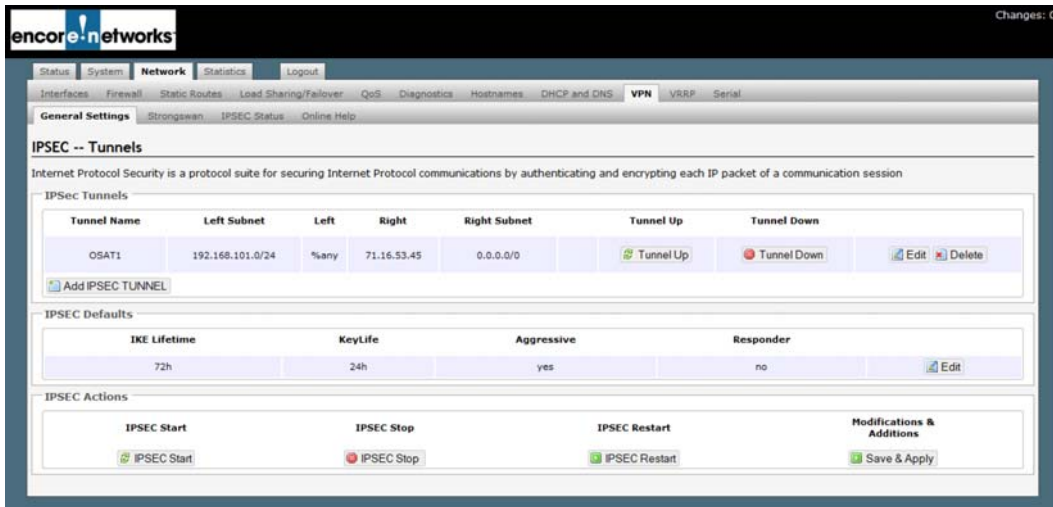 Changes: 0
encore!networks
Status System Network Statistics Logout
Interfaces Firewall Static Routes Load Sharing/Failover QoS Diagnostics Hostnames DHCP and DNS VPN VRRP Serial
General Settings Strongswan IPSEC Status Online Help
IPSEC -- Tunnels
Internet Protocol Security is a protocol suite for securing Internet Protocol communications by authenticating and encrypting each IP packet of a communication session
IPSec Tunnels
Tunnel Name Left Subnet Left Right Right Subnet Tunnel Up Tunnel Down
OSAT1 192.168.101.0/24 %any 71.16.53.45 0.0.0.0/0 Tunnel Up Tunnel Down Edit Delete
Add IPSEC TUNNEL
IPSEC Defaults
IKE Lifetime KeyLife Aggressive Responder
72h 24h yes no Edit
IPSEC Actions
IPSEC Start IPSEC Stop IPSEC Restart Modifications &
Additions
IPSEC Start IPSEC Stop IPSEC Restart Save & Apply